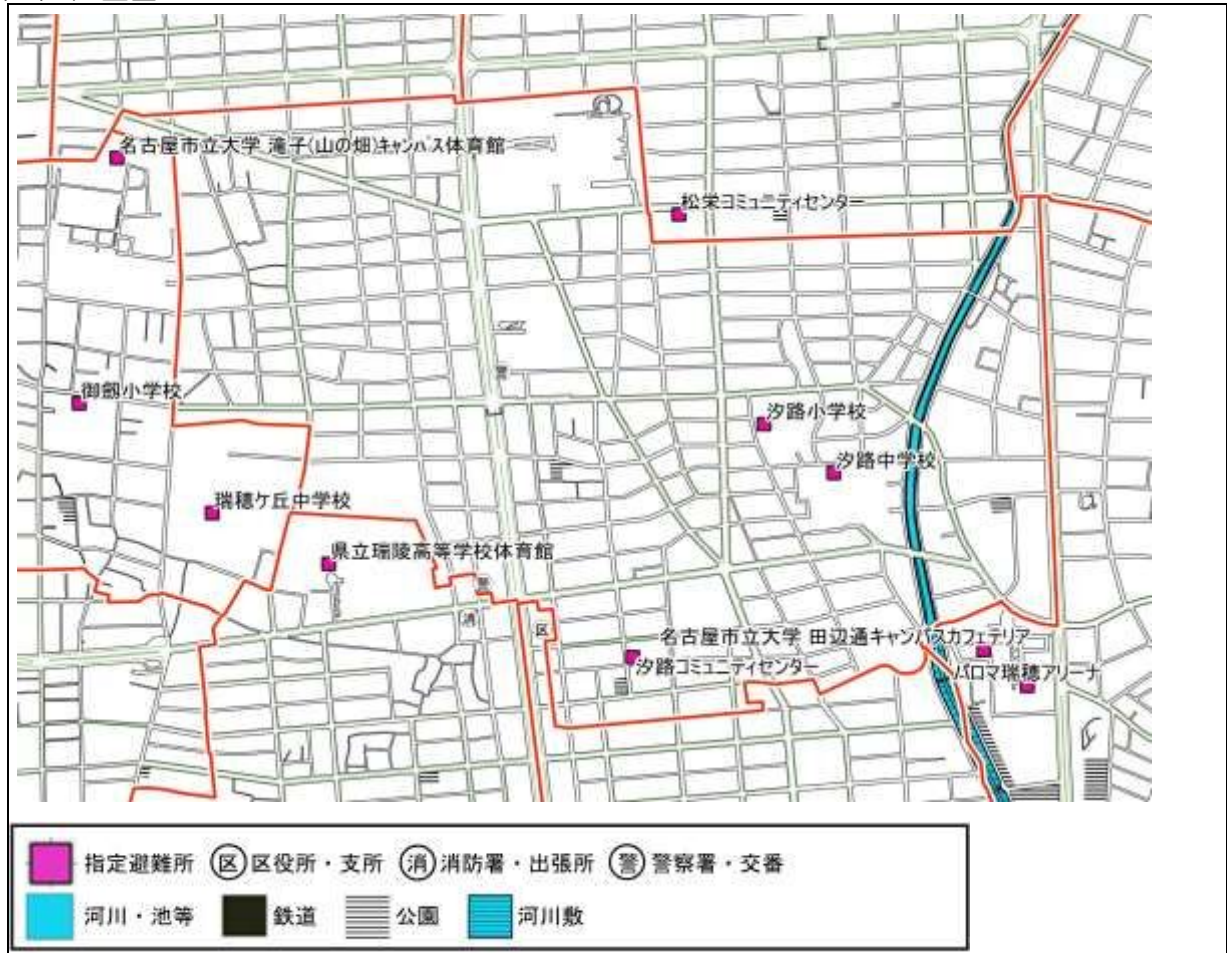 名古屋市立大学 滝子(山の畑)キャンパス体育館
松栄コミュニティセンター
警
御劔小学校
汐路小学校
汐路中学校
瑞穂ケ丘中学校
県立瑞陵高等学校体育館
警
消
区
名古屋市立大学 田辺通キャンパスカフェテリア
汐路コミュニティセンター
パロマ瑞穂アリーナ
指定避難所 区 区役所・支所 消 消防署・出張所 警 警察署・交番
河川・池等 鉄道 公園 河川敷